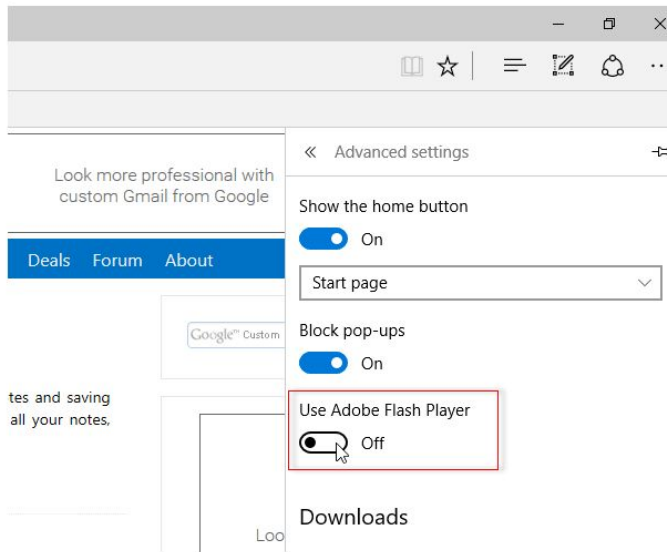 Look more professional with
custom Gmail from Google
Deals Forum About
Google™ Custom
tes and saving
all your notes,
Loo
Advanced settings
Show the home button
On
Start page
Block pop-ups
On
Use Adobe Flash Player
Off
Downloads